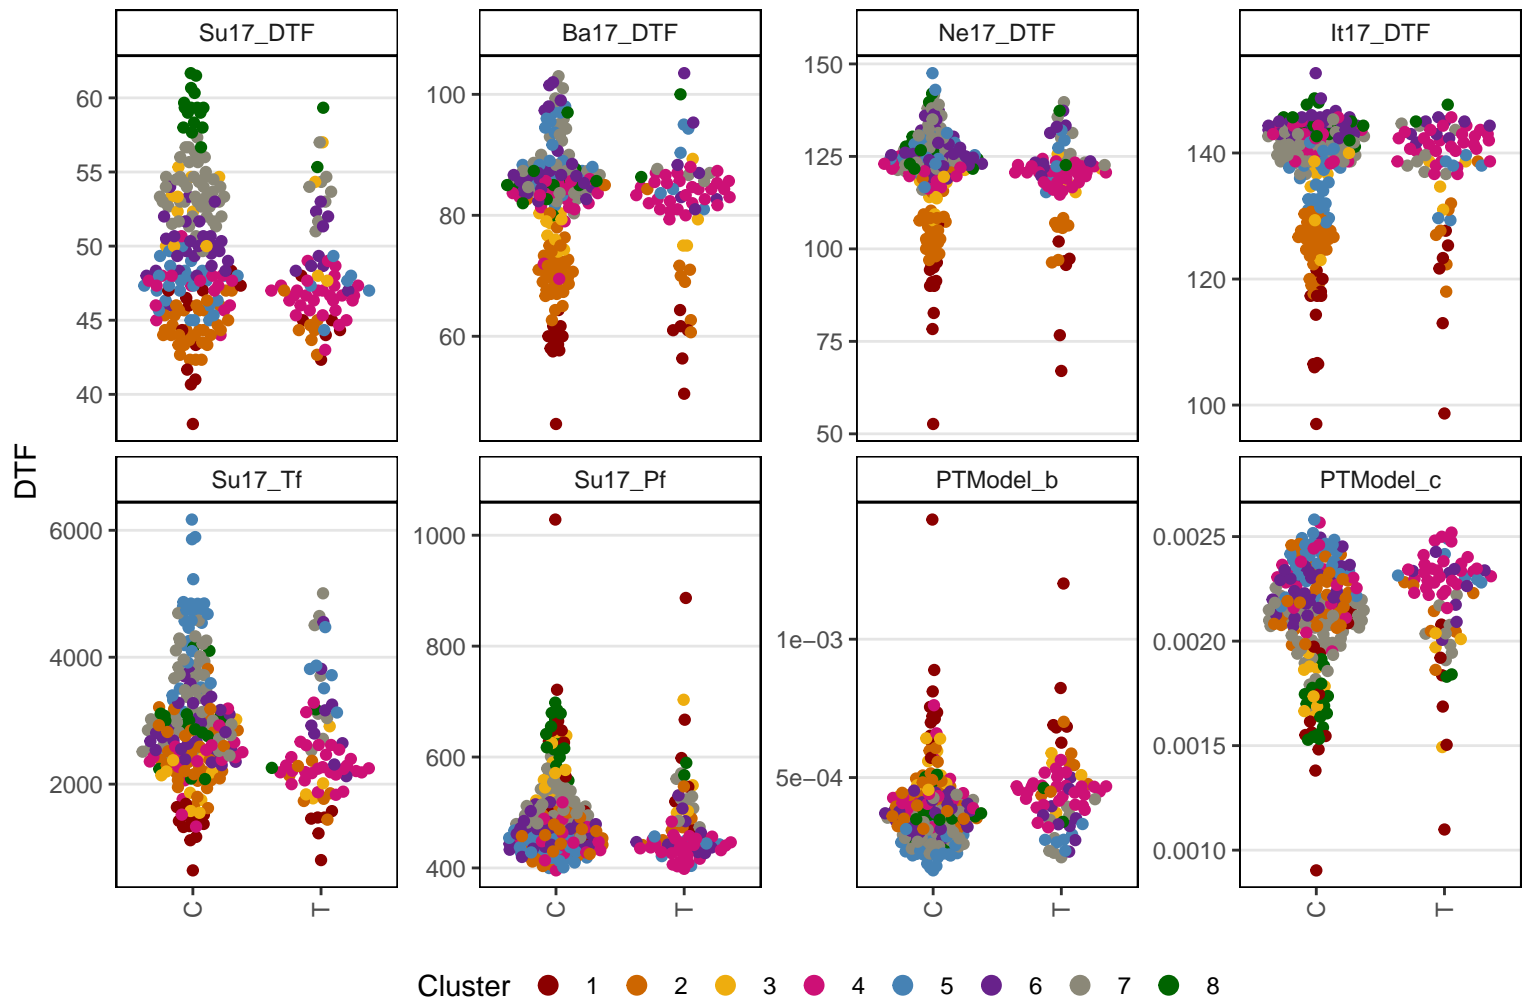 Su17_DTF
Ba17_DTF
Ne17_DTF
It17_DTF
60
55
50
45
40
100
80
60
150
125
100
75
50
140
120
100
DTF
Su17_Tf
Su17_Pf
PTModel_b
PTModel_c
6000
4000
2000
1000
800
600
400
1e−03
5e−04
0.0025
0.0020
0.0015
0.0010
C
T
C
T
C
T
C
T
Cluster 1 2 3 4 5 6 7 8